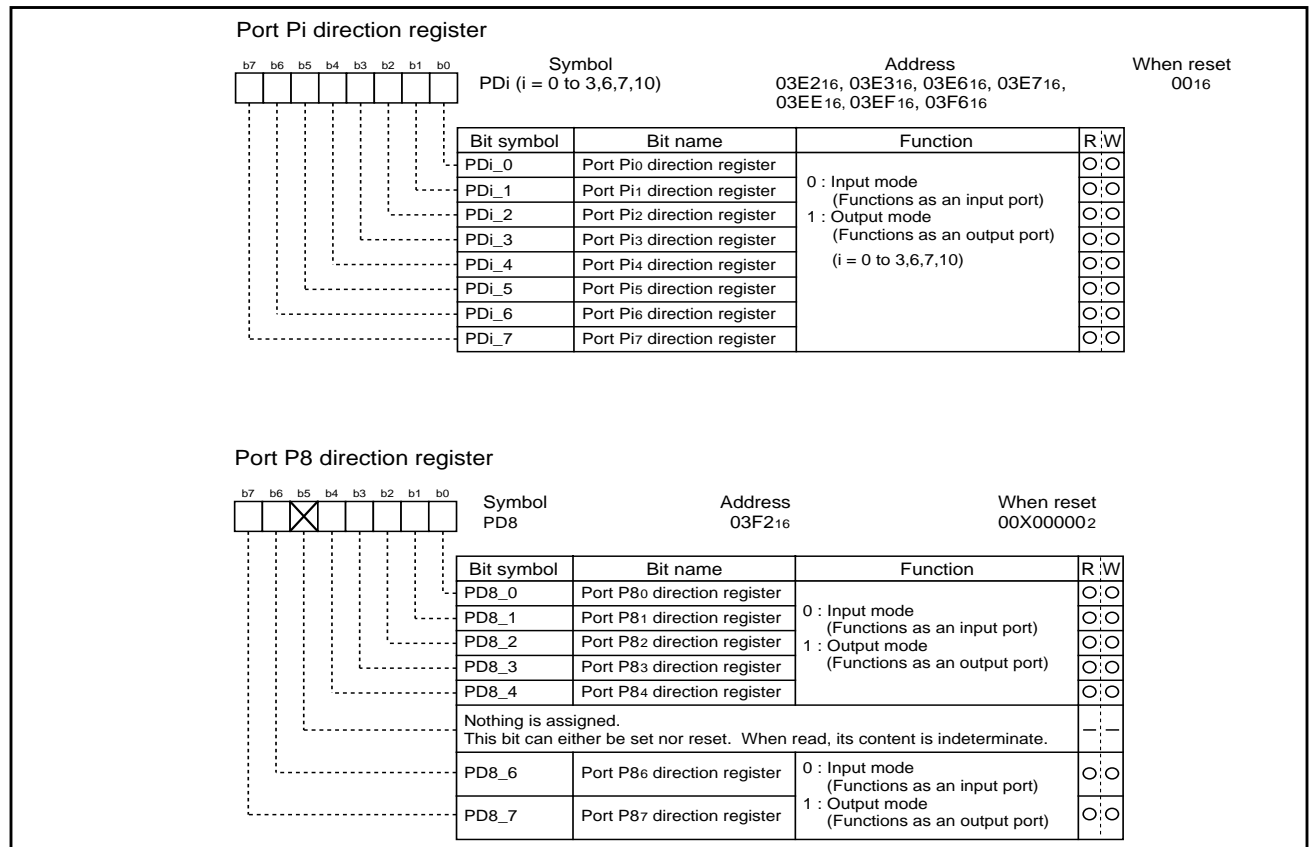 Port Pi direction register
b7 b6 b5 b4 b3 b2 b1 b0
Symbol Address When reset
PDi (i = 0 to 3,6,7,10) 03E216, 03E316, 03E616, 03E716, 0016
03EE16, 03EF16, 03F616
Bit symbol Bit name Function R W
PDi_0 Port Pi0 direction register
PDi_1 Port Pi1 direction register
PDi_2 Port Pi2 direction register
PDi_3 Port Pi3 direction register
PDi_4 Port Pi4 direction register
PDi_5 Port Pi5 direction register
PDi_6 Port Pi6 direction register
PDi_7 Port Pi7 direction register
0 : Input mode
(Functions as an input port)
1 : Output mode
(Functions as an output port)
(i = 0 to 3,6,7,10)
Port P8 direction register
b7 b6 b5 b4 b3 b2 b1 b0
Symbol Address When reset
PD8 03F216 00X000002
Bit symbol Bit name Function R W
PD8_0 Port P80 direction register
PD8_1 Port P81 direction register
PD8_2 Port P82 direction register
PD8_3 Port P83 direction register
PD8_4 Port P84 direction register
0 : Input mode
(Functions as an input port)
1 : Output mode
(Functions as an output port)
Nothing is assigned.
This bit can either be set nor reset. When read, its content is indeterminate.
PD8_6 Port P86 direction register
PD8_7 Port P87 direction register
0 : Input mode
(Functions as an input port)
1 : Output mode
(Functions as an output port)